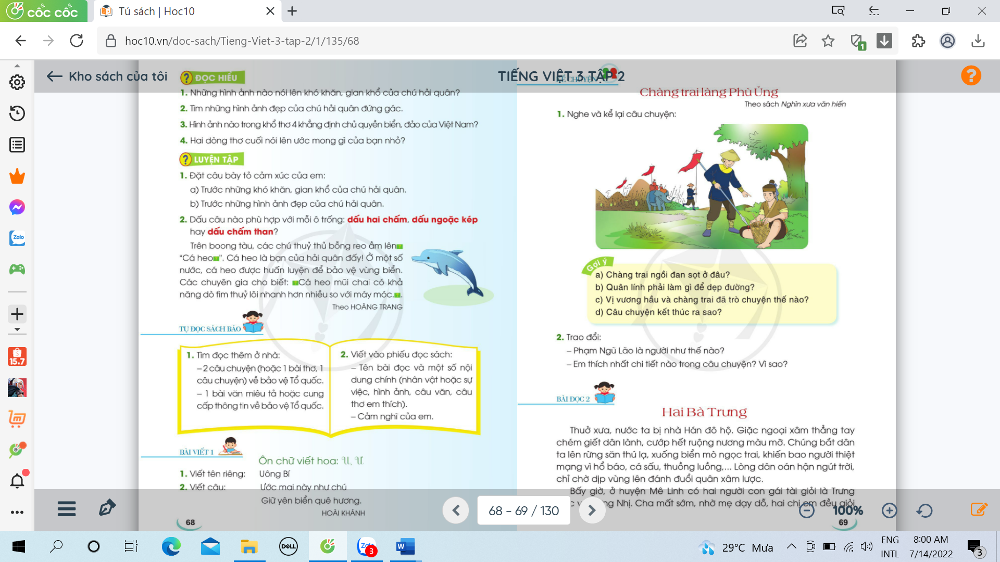 cốc cốc
Tủ sách | Hoc10
hoc10.vn/doc-sach/Tieng-Viet-3-tap-2/1/135/68
1
Kho sách của tôi
TIẾNG VIỆT 3 TẬP 2
? ĐỌC HIỂU
1. Những hình ảnh nào nói lên khó khăn, gian khổ của chú hải quân?
2. Tìm những hình ảnh đẹp của chú hải quân đứng gác.
3. Hình ảnh nào trong khổ thơ 4 khẳng định chủ quyền biển, đảo của Việt Nam?
4. Hai dòng thơ cuối nói lên ước mong gì của bạn nhỏ?
? LUYỆN TẬP
1. Đặt câu bày tỏ cảm xúc của em:
a) Trước những khó khăn, gian khổ của chú hải quân.
b) Trước những hình ảnh đẹp của chú hải quân.
2. Dấu câu nào phù hợp với mỗi ô trống: dấu hai chấm, dấu ngoặc kép
hay dấu chấm than?
Trên boong tàu, các chú thuỷ thủ bỗng reo ầm lên?
“Cá heo?”. Cá heo là bạn của hải quân đấy! Ở một số
nước, cá heo được huấn luyện để bảo vệ vùng biển.
Các chuyên gia cho biết: ?Cá heo mũi chai có khả
năng dò tìm thuỷ lôi nhanh hơn nhiều so với máy móc.?.
Theo HOÀNG TRANG
TỰ ĐỌC SÁCH BÁO
1. Tìm đọc thêm ở nhà:
– 2 câu chuyện (hoặc 1 bài thơ, 1
câu chuyện) về bảo vệ Tổ quốc.
– 1 bài văn miêu tả hoặc cung
cấp thông tin về bảo vệ Tổ quốc.
2. Viết vào phiếu đọc sách:
– Tên bài đọc và một số nội
dung chính (nhân vật hoặc sự
việc, hình ảnh, câu văn, câu
thơ em thích).
– Cảm nghĩ của em.
BÀI VIẾT 1
Ôn chữ viết hoa: U, Ư
1. Viết tên riêng: Uông Bí
2. Viết câu: Ước mai này như chú
Giữ yên biển quê hương.
HOÀI KHÁNH
68
KỂ CHUYỆN
Chàng trai làng Phù Ủng
Theo sách Nghìn xưa văn hiến
1. Nghe và kể lại câu chuyện:
Gợi ý
a) Chàng trai ngồi đan sọt ở đâu?
b) Quân lính phải làm gì để dẹp đường?
c) Vị vương hầu và chàng trai đã trò chuyện thế nào?
d) Câu chuyện kết thúc ra sao?
2. Trao đổi:
– Phạm Ngũ Lão là người như thế nào?
– Em thích nhất chi tiết nào trong câu chuyện? Vì sao?
BÀI ĐỌC 2
Hai Bà Trưng
Thuở xưa, nước ta bị nhà Hán đô hộ. Giặc ngoại xâm thẳng tay
chém giết dân lành, cướp hết ruộng nương màu mỡ. Chúng bắt dân
ta lên rừng săn thú lạ, xuống biển mò ngọc trai, khiến bao người thiệt
mạng vì hổ báo, cá sấu, thuồng luồng,... Lòng dân oán hận ngút trời,
chỉ chờ dịp vùng lên đánh đuổi quân xâm lược.
Bấy giờ, ở huyện Mê Linh có hai người con gái tài giỏi là Trưng
Nhị. Cha mất sớm, nhờ mẹ dạy dỗ, hai chị em đều giỏi
69
68 – 69 / 130
100%
Zalo
15.7
DELL
3
W
29°C Mưa
ENG
INTL
8:00 AM
7/14/2022
3